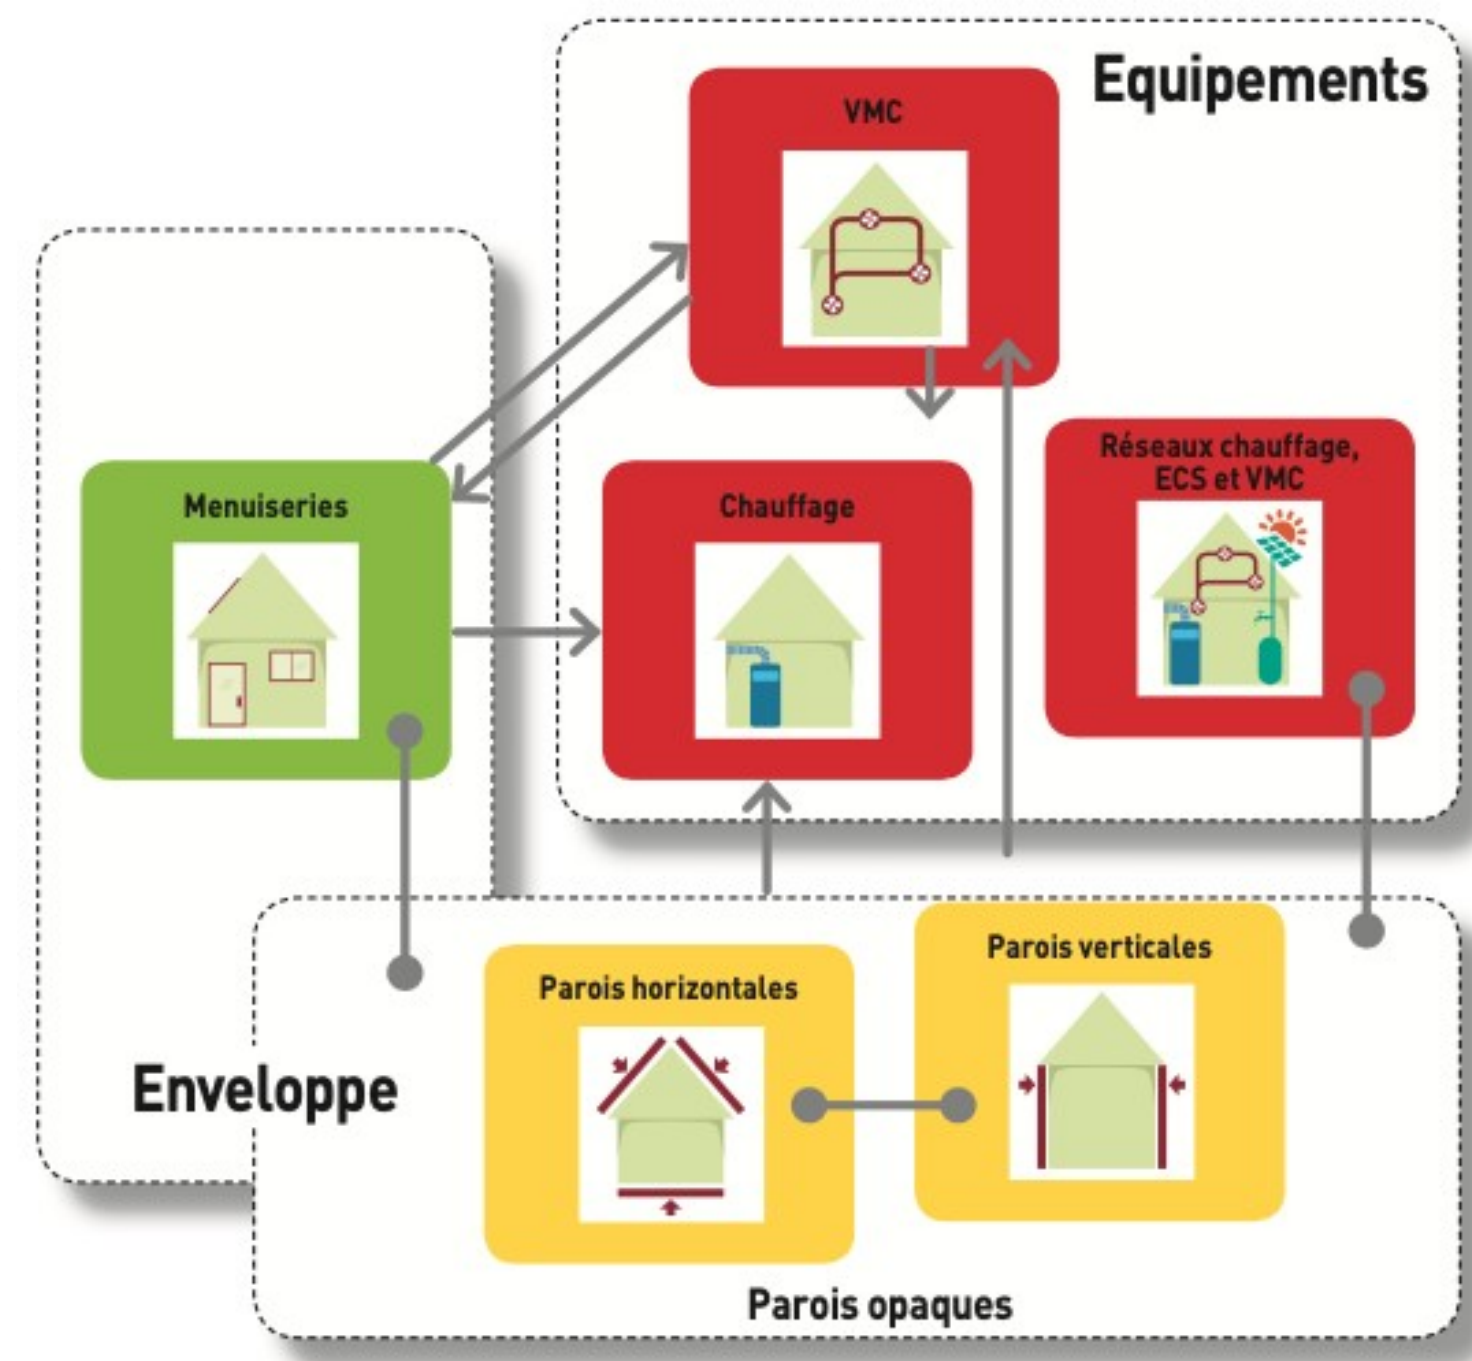 Equipements
VMC
Réseaux chauffage,
ECS et VMC
Menuiseries
Chauffage
Parois verticales
Parois horizontales
Enveloppe
Parois opaques